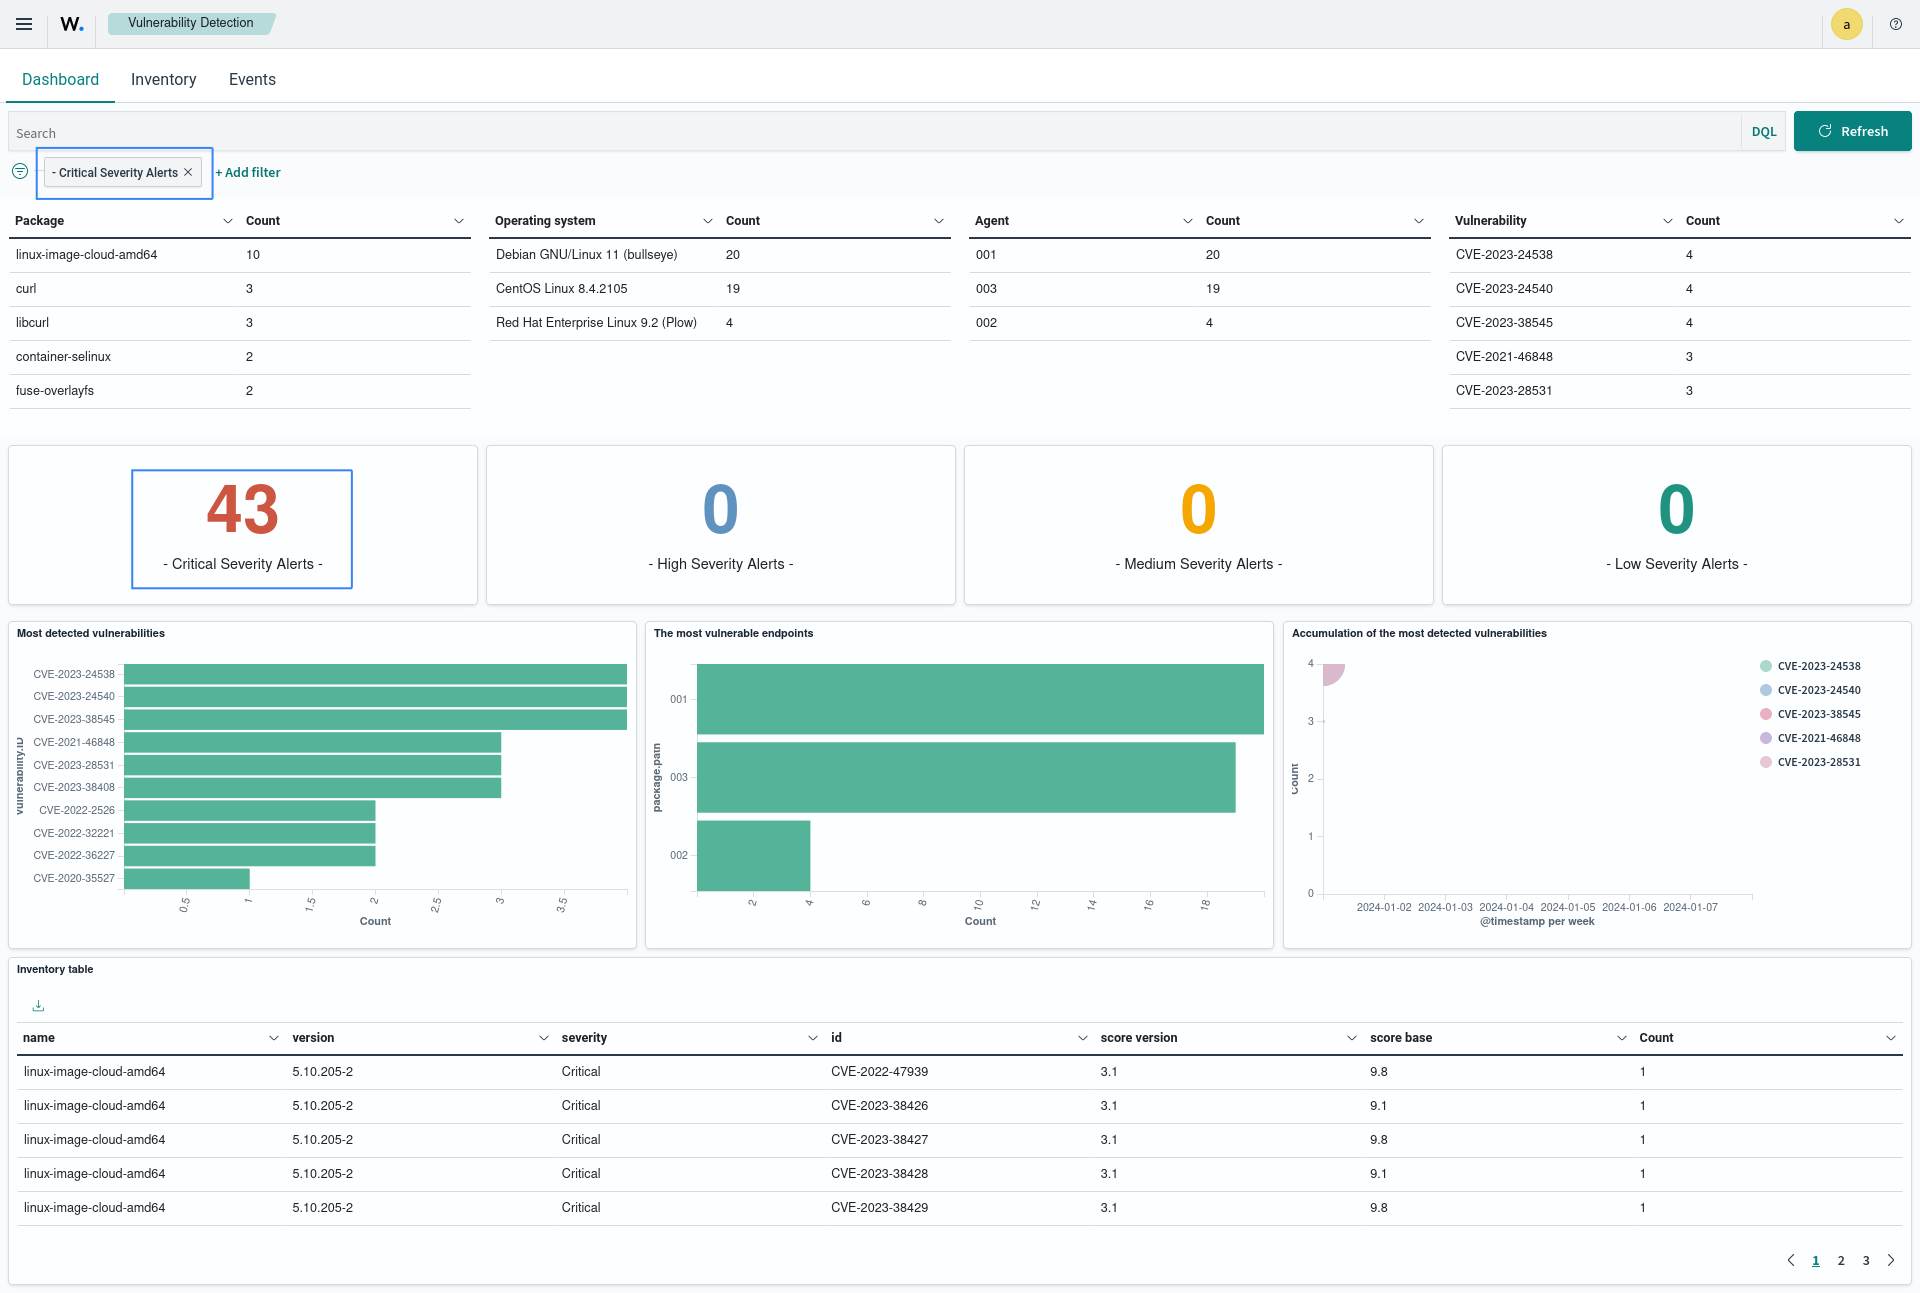 W.
Vulnerability Detection
a
Dashboard Inventory Events
Search
DQL
Refresh
- Critical Severity Alerts
+ Add filter
Package Count
linux-image-cloud-amd64 10
curl 3
libcurl 3
container-selinux 2
fuse-overlayfs 2
Operating system Count
Debian GNU/Linux 11 (bullseye) 20
CentOS Linux 8.4.2105 19
Red Hat Enterprise Linux 9.2 (Plow) 4
Agent Count
001 20
003 19
002 4
Vulnerability Count
CVE-2023-24538 4
CVE-2023-24540 4
CVE-2023-38545 4
CVE-2021-46848 3
CVE-2023-28531 3
43
- Critical Severity Alerts -
0
- High Severity Alerts -
0
- Medium Severity Alerts -
0
- Low Severity Alerts -
Most detected vulnerabilities
vulnerability.ID
CVE-2023-24538
CVE-2023-24540
CVE-2023-38545
CVE-2021-46848
CVE-2023-28531
CVE-2023-38408
CVE-2022-2526
CVE-2022-32221
CVE-2022-36227
CVE-2020-35527
0.5 1 1.5 2 2.5 3 3.5
Count
The most vulnerable endpoints
package.path
001
003
002
2 4 6 8 10 12 14 16 18
Count
Accumulation of the most detected vulnerabilities
Count
4
3
2
1
0
2024-01-02 2024-01-03 2024-01-04 2024-01-05 2024-01-06 2024-01-07
@timestamp per week
CVE-2023-24538
CVE-2023-24540
CVE-2023-38545
CVE-2021-46848
CVE-2023-28531
Inventory table
name version severity id score version score base Count
linux-image-cloud-amd64 5.10.205-2 Critical CVE-2022-47939 3.1 9.8 1
linux-image-cloud-amd64 5.10.205-2 Critical CVE-2023-38426 3.1 9.1 1
linux-image-cloud-amd64 5.10.205-2 Critical CVE-2023-38427 3.1 9.8 1
linux-image-cloud-amd64 5.10.205-2 Critical CVE-2023-38428 3.1 9.1 1
linux-image-cloud-amd64 5.10.205-2 Critical CVE-2023-38429 3.1 9.8 1
1 2 3